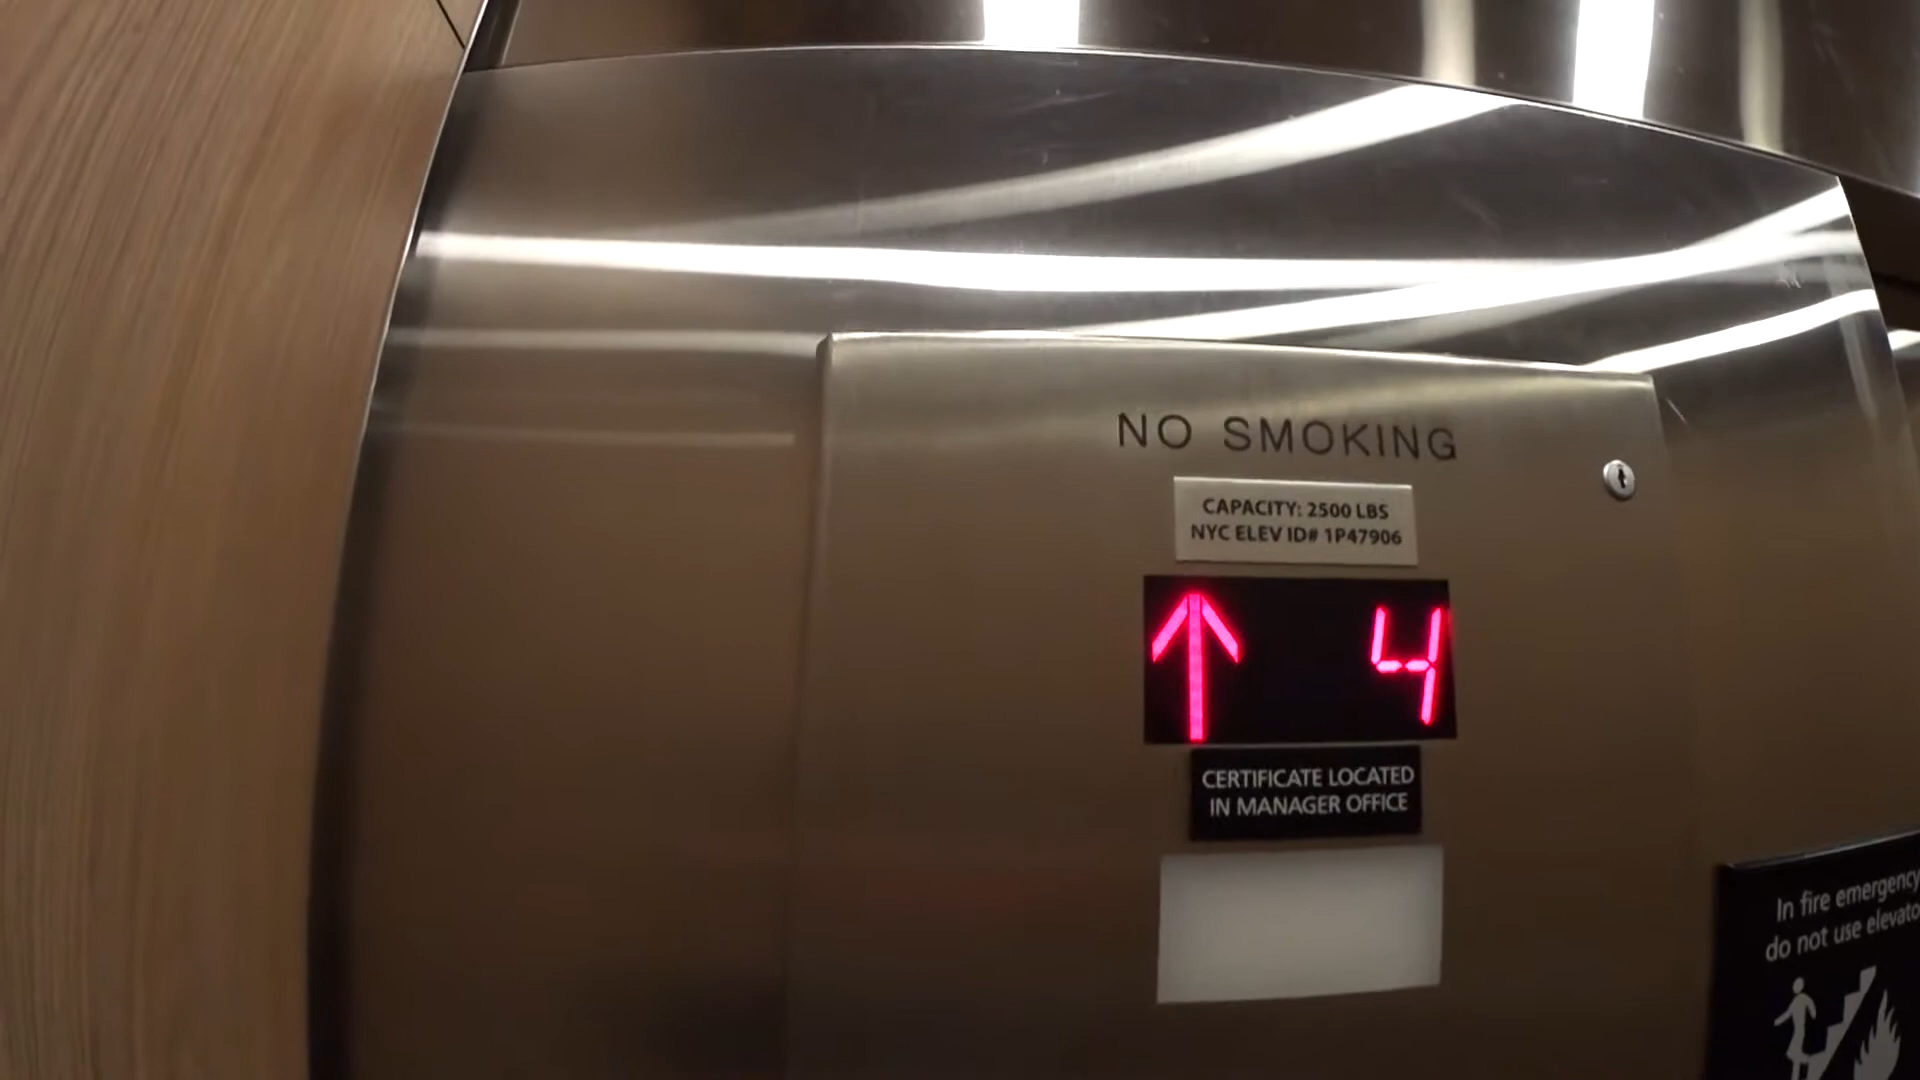 NO SMOKING
CAPACITY: 2500 LBS
NYC ELEV ID# 1P47906
4
CERTIFICATE LOCATED
IN MANAGER OFFICE
In fire emergency
do not use elevato